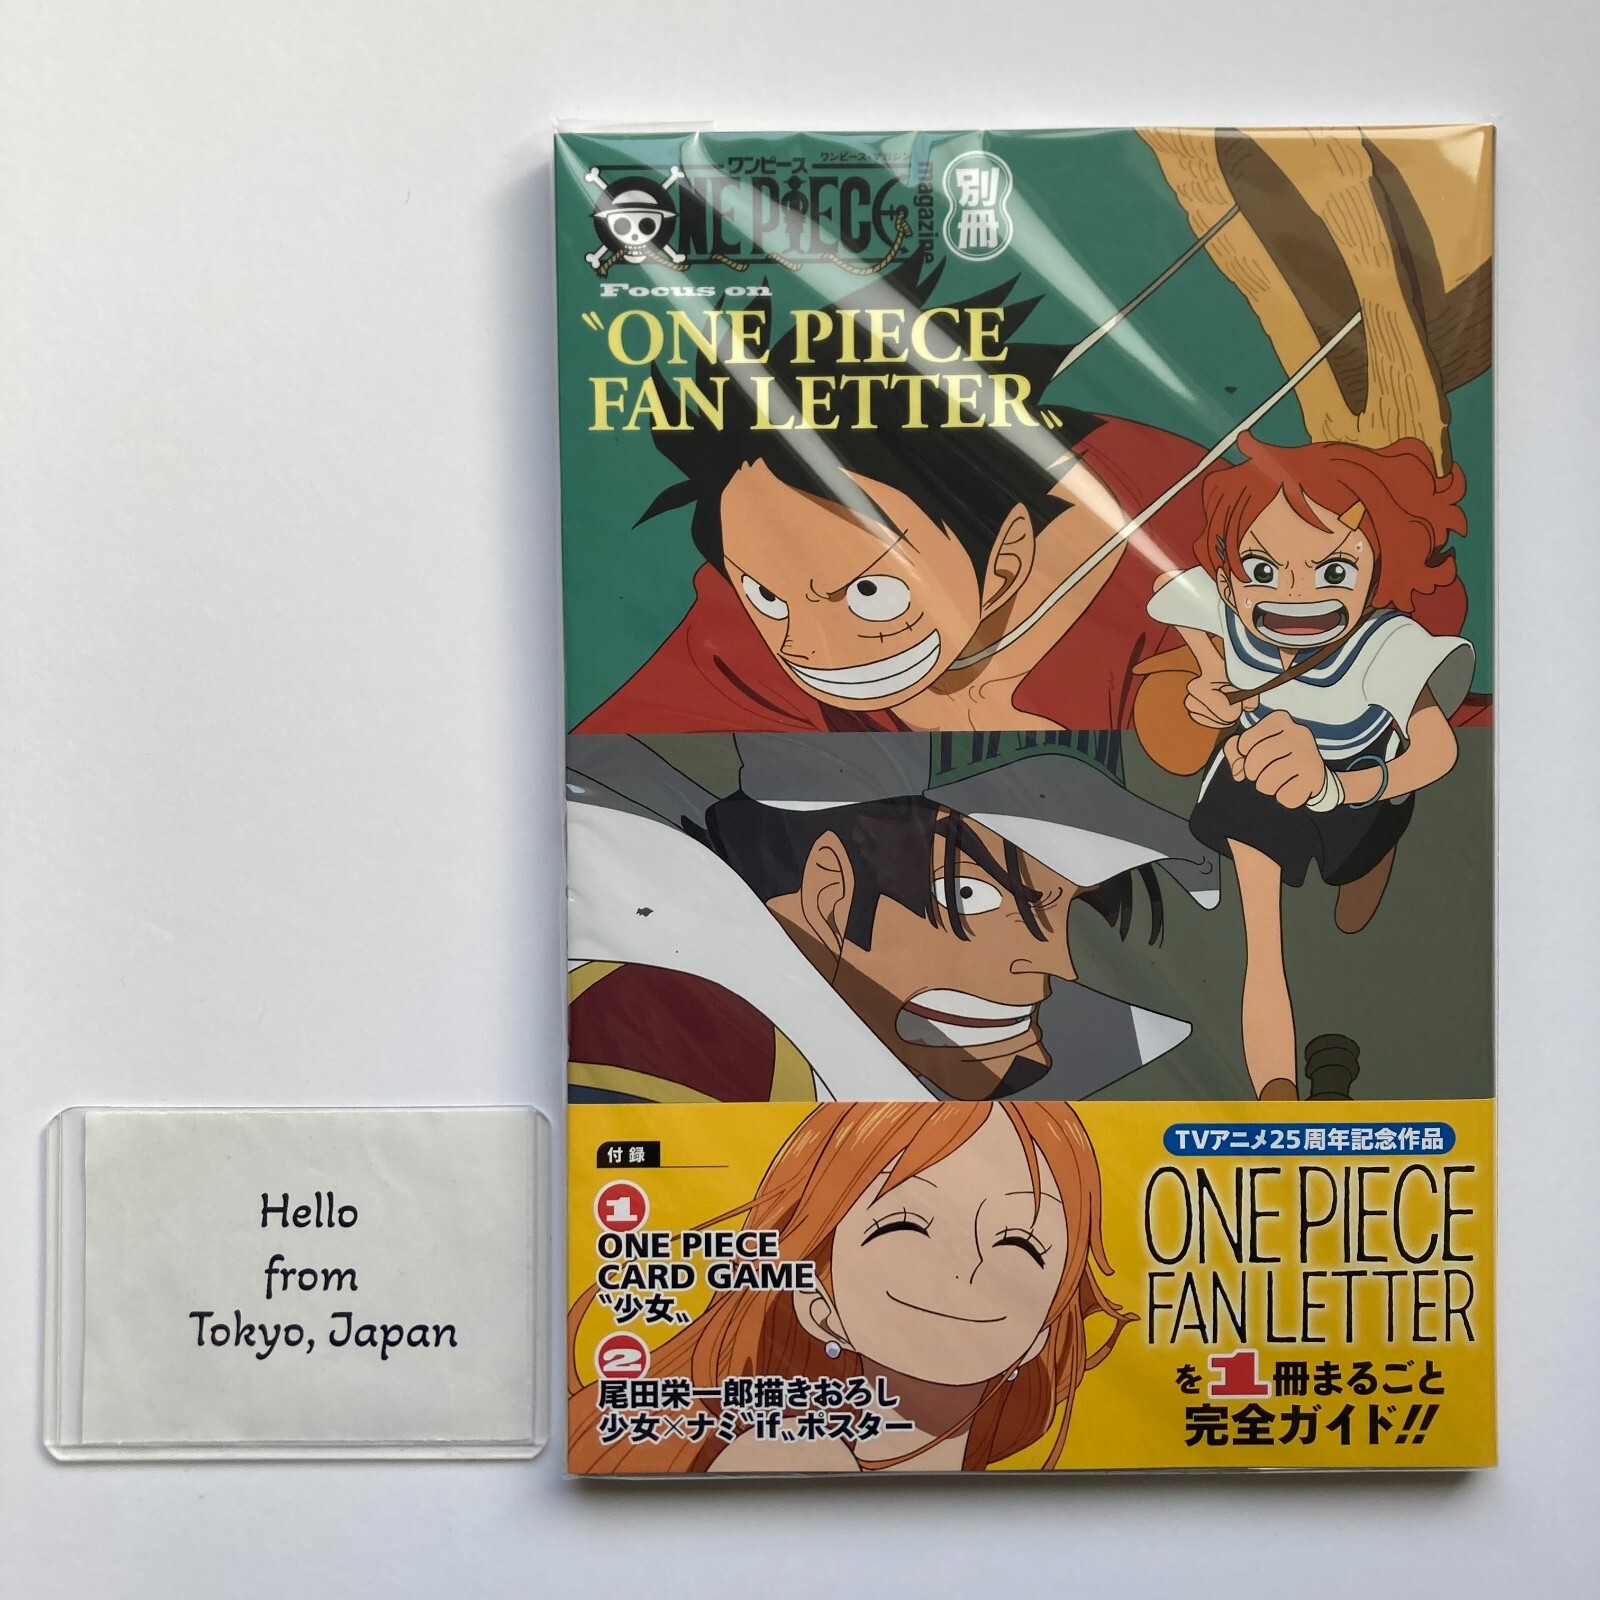 ワンピース
ワンピース・マガジン
ONE PIECE
magazine
別冊
Focus on
〝ONE PIECE
FAN LETTER〟
付録
1
ONE PIECE
CARD GAME
〝少女〟
2
尾田栄一郎描きおろし
少女×ナミ〝if〟ポスター
TVアニメ25周年記念作品
ONE PIECE
FAN LETTER
を1冊まるごと
完全ガイド!!
Hello
from
Tokyo, Japan